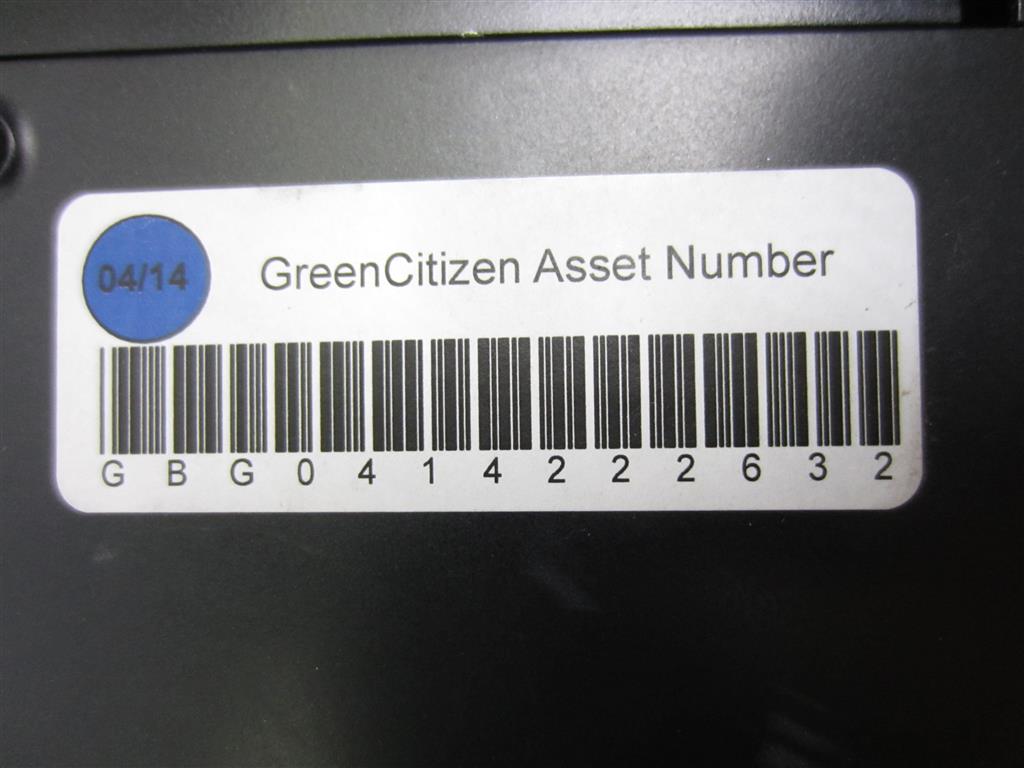 04/14
GreenCitizen Asset Number
G B G 0 4 1 4 2 2 2 6 3 2